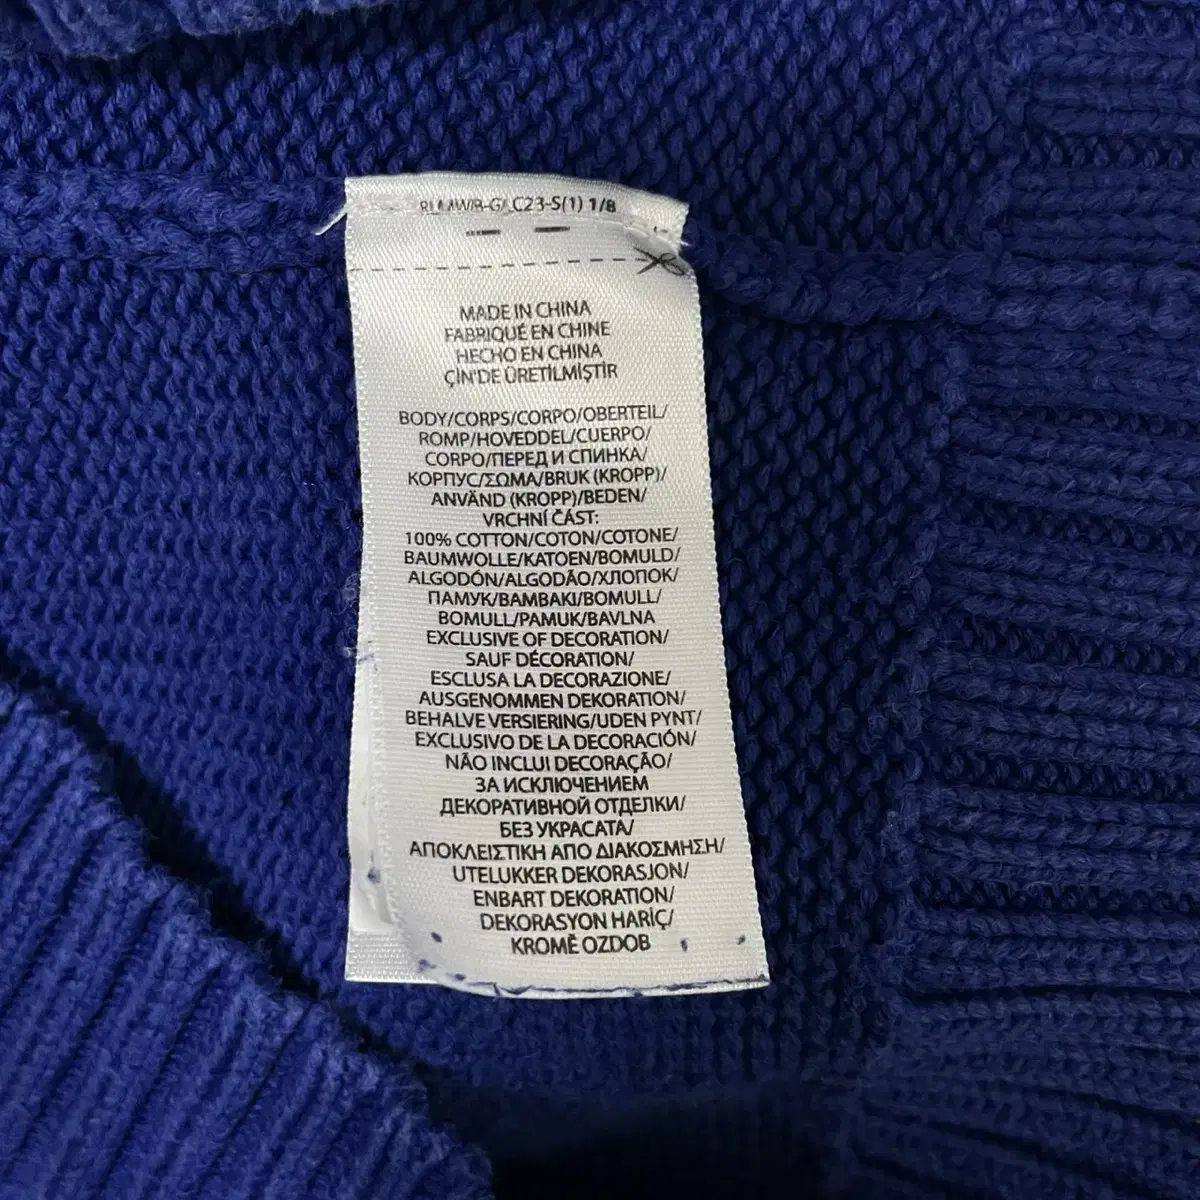 C23-S(1) 1/8
MADE IN CHINA
FABRIQUÉ EN CHINE
HECHO EN CHINA
ÇİN'DE ÜRETİLMİŞTİR
BODY/CORPS/CORPO/OBERTEIL/
ROMP/HOVEDDEL/CUERPO/
CORPO/ПЕРЕД И СПИНКА/
КОРПУС/ΣΩΜΑ/BRUK (KROPP)/
ANVÄND (KROPP)/BEDEN/
VRCHNÍ ČÁST:
100% COTTON/COTON/COTONE/
BAUMWOLLE/KATOEN/BOMULD/
ALGODÓN/ALGODÃO/ХЛОПОК/
ПАМУК/ΒΑΜΒΑΚΙ/BOMULL/
BOMULL/PAMUK/BAVLNA
EXCLUSIVE OF DECORATION/
SAUF DÉCORATION/
ESCLUSA LA DECORAZIONE/
AUSGENOMMEN DEKORATION/
BEHALVE VERSIERING/UDEN PYNT/
EXCLUSIVO DE LA DECORACIÓN/
NÃO INCLUI DECORAÇÃO/
ЗА ИСКЛЮЧЕНИЕМ
ДЕКОРАТИВНОЙ ОТДЕЛКИ/
БЕЗ УКРАСАТА/
ΑΠΟΚΛΕΙΣΤΙΚΗ ΑΠΟ ΔΙΑΚΟΣΜΗΣΗ/
UTELUKKER DEKORASJON/
ENBART DEKORATION/
DEKORASYON HARİÇ/
KROMĚ OZDOB